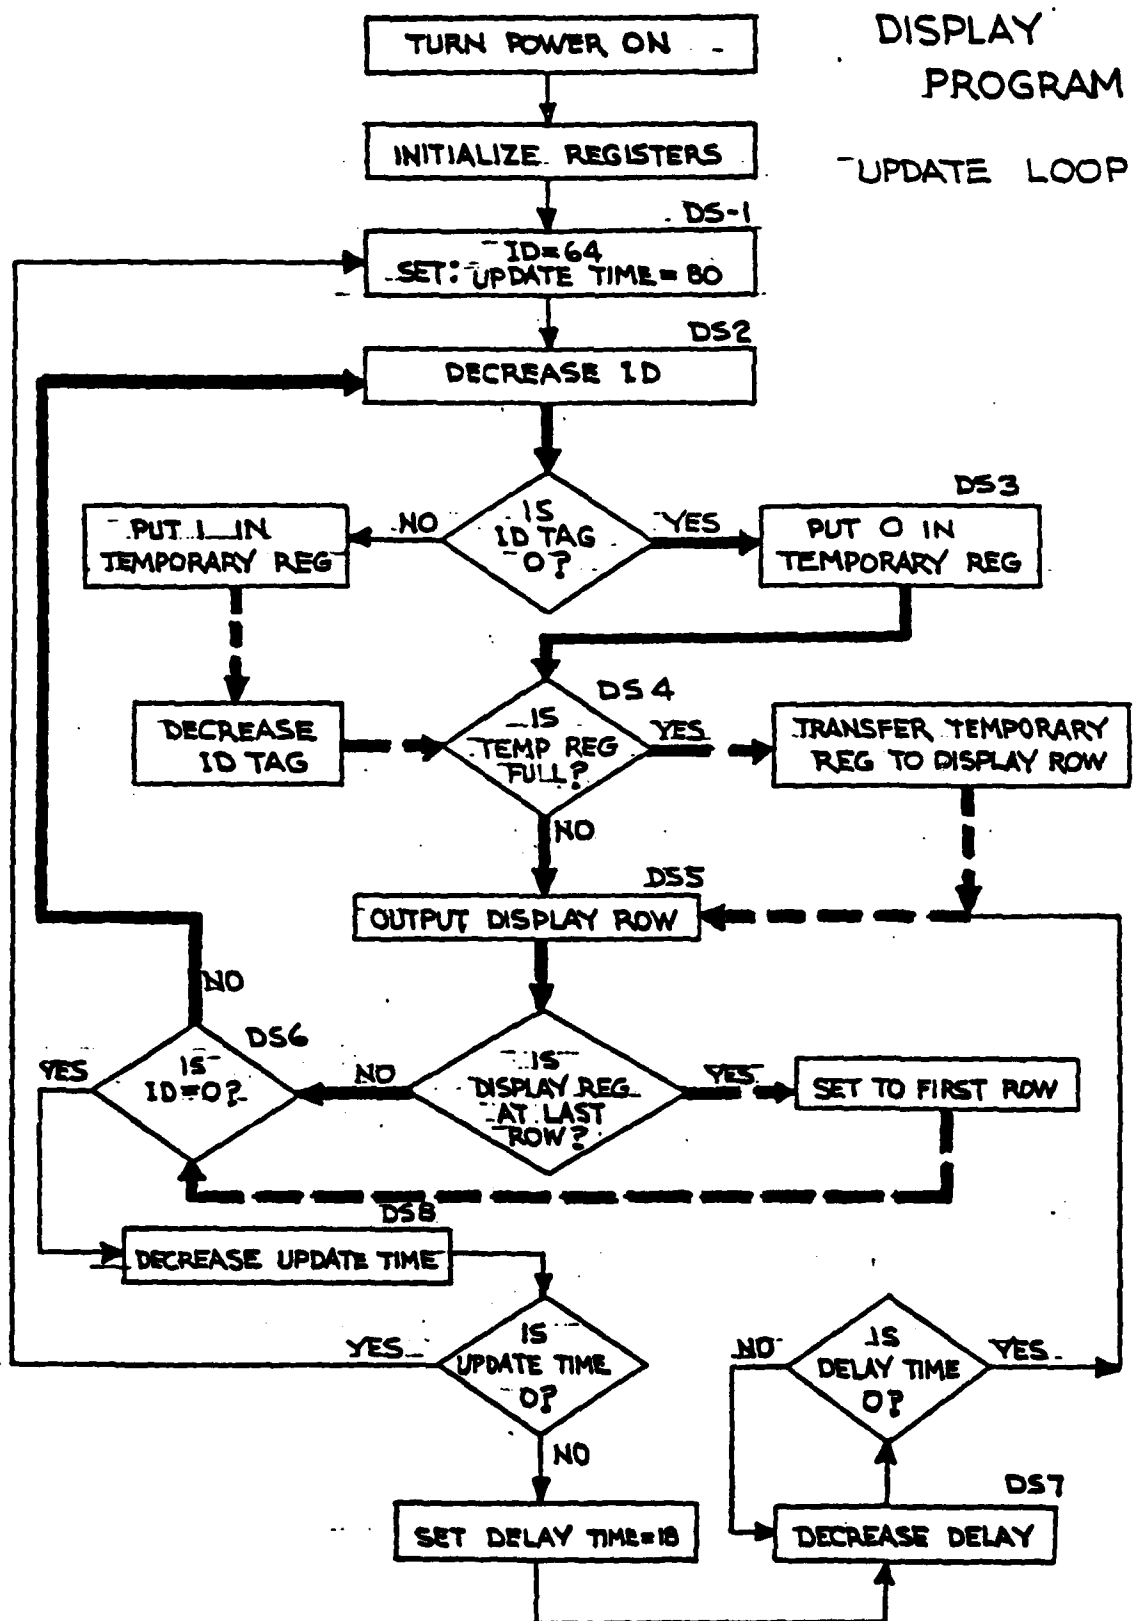 DISPLAY
PROGRAM
UPDATE LOOP
TURN POWER ON
INITIALIZE REGISTERS
DS-1
ID=64
SET: UPDATE TIME = 80
DS2
DECREASE ID
IS
ID TAG
0?
NO
YES
PUT 1 IN
TEMPORARY REG
DS3
PUT 0 IN
TEMPORARY REG
DECREASE
ID TAG
DS4
IS
TEMP REG
FULL?
YES
NO
TRANSFER TEMPORARY
REG TO DISPLAY ROW
DS5
OUTPUT DISPLAY ROW
NO
DS6
YES
IS
ID=0?
NO
IS
DISPLAY REG
AT LAST
ROW?
YES
SET TO FIRST ROW
DS8
DECREASE UPDATE TIME
YES
IS
UPDATE TIME
0?
NO
NO
IS
DELAY TIME
0?
YES
SET DELAY TIME=18
DS7
DECREASE DELAY